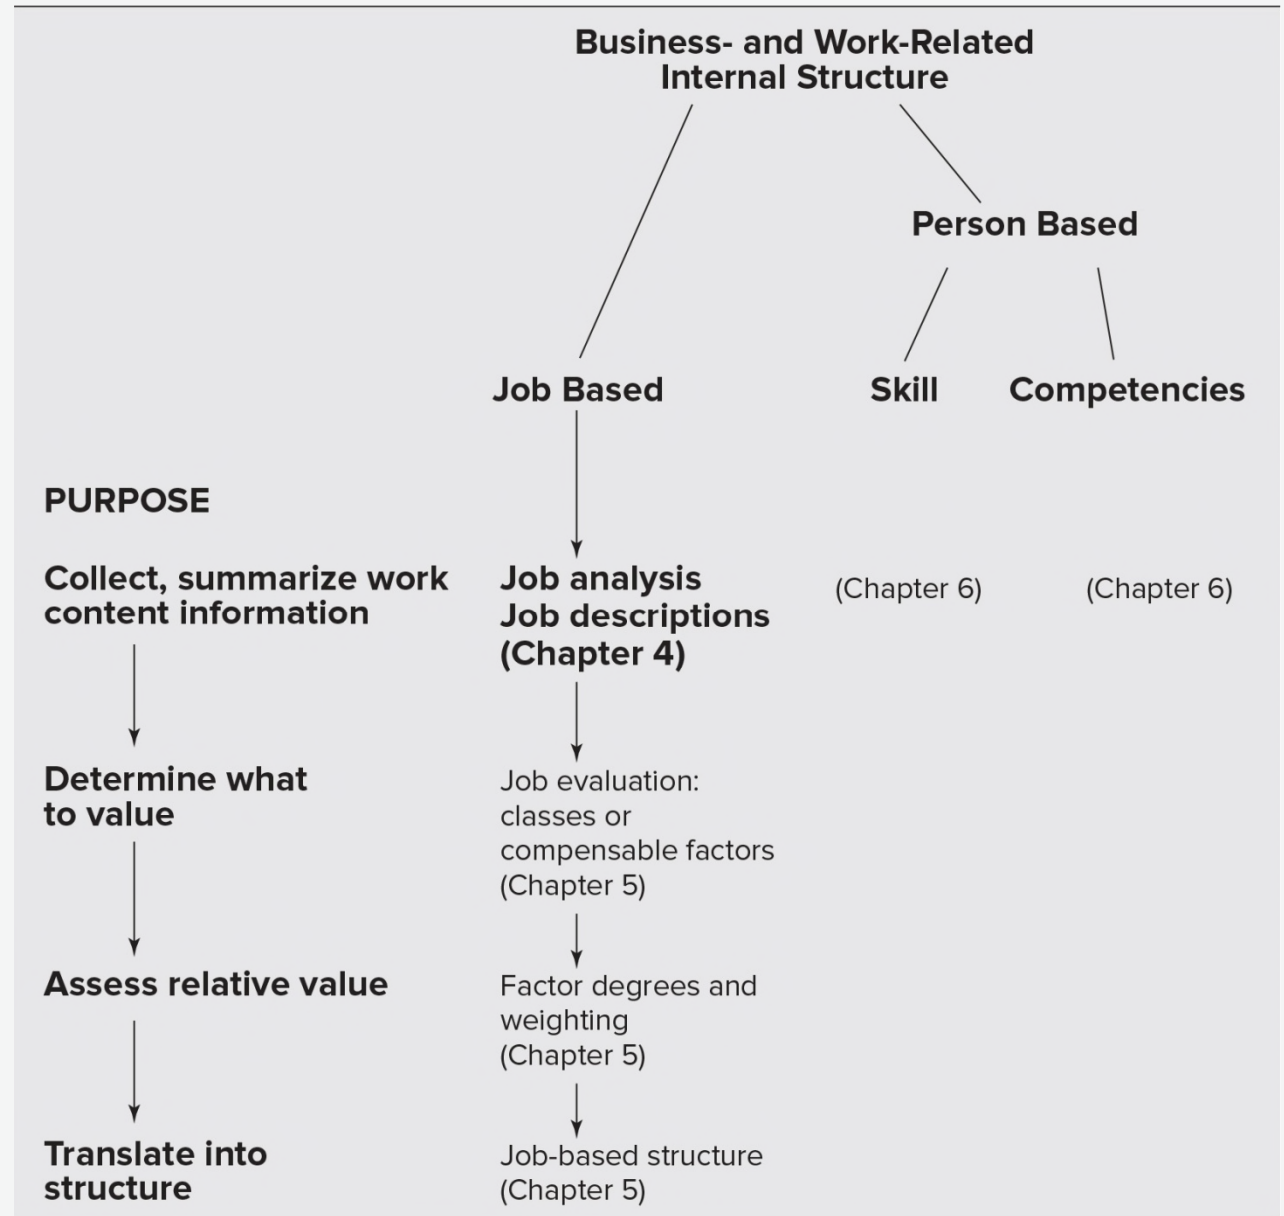 Business- and Work-Related
Internal Structure
Person Based
Job Based
Skill
Competencies
PURPOSE
Collect, summarize work
content information
Job analysis
Job descriptions
(Chapter 4)
(Chapter 6)
(Chapter 6)
Determine what
to value
Job evaluation:
classes or
compensable factors
(Chapter 5)
Assess relative value
Factor degrees and
weighting
(Chapter 5)
Translate into
structure
Job-based structure
(Chapter 5)